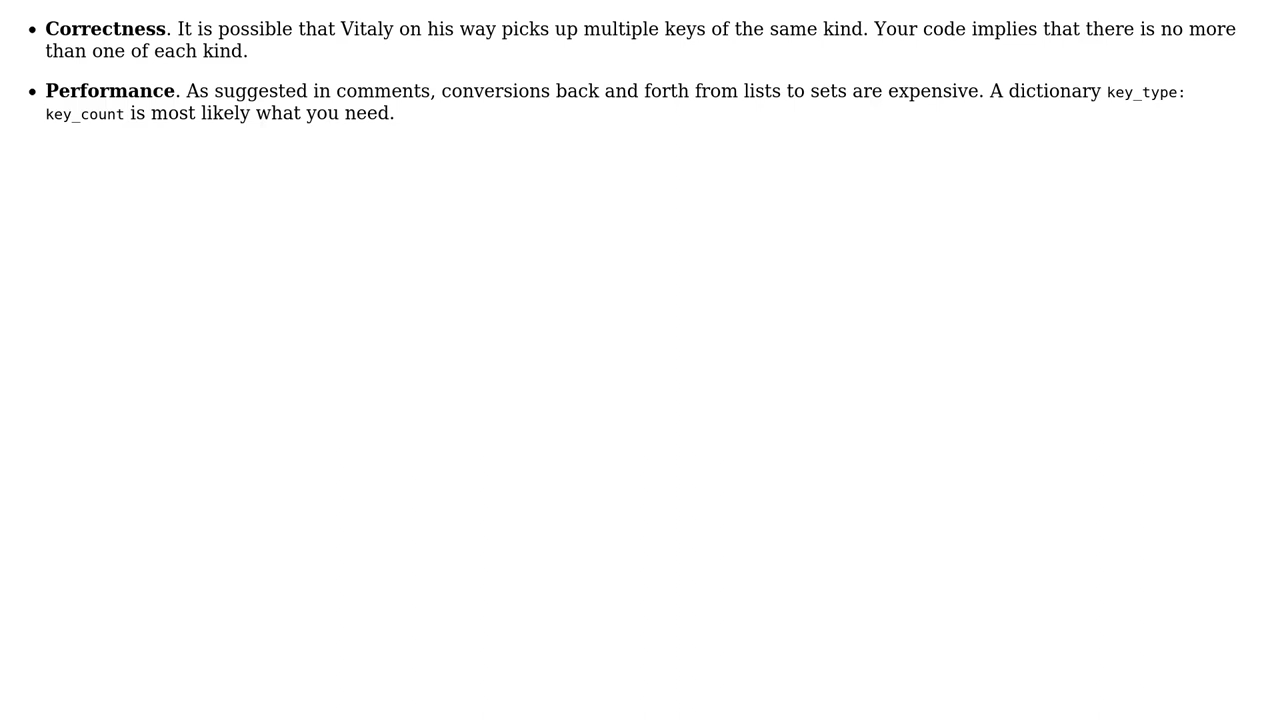 • Correctness. It is possible that Vitaly on his way picks up multiple keys of the same kind. Your code implies that there is no more
than one of each kind.
• Performance. As suggested in comments, conversions back and forth from lists to sets are expensive. A dictionary key_type:
key_count is most likely what you need.